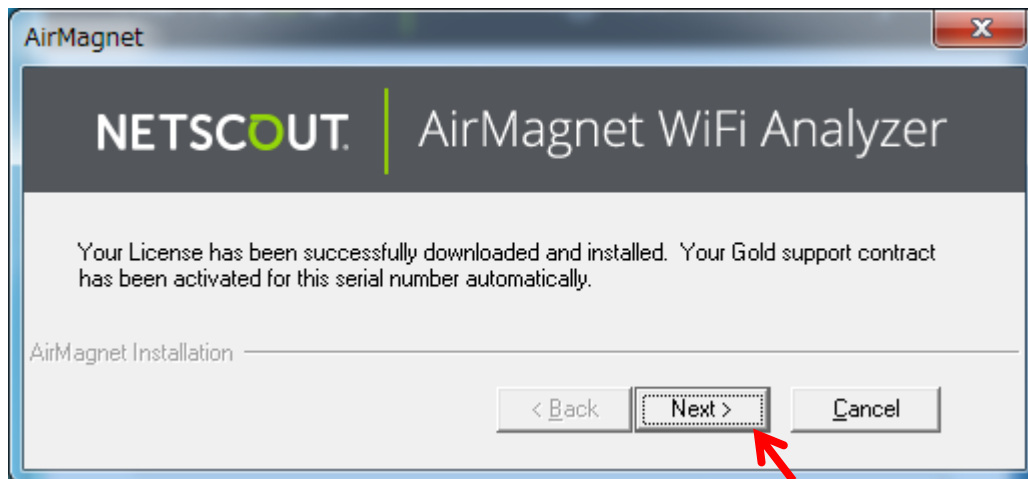 AirMagnet
NETSCOUT. AirMagnet WiFi Analyzer
Your License has been successfully downloaded and installed.  Your Gold support contract
has been activated for this serial number automatically.
AirMagnet Installation
< Back Next > Cancel